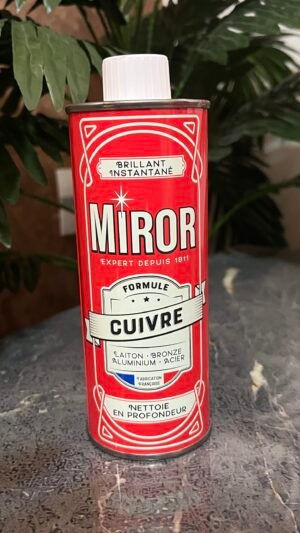 BRILLANT
INSTANTANÉ
MIROR
EXPERT DEPUIS 1811
FORMULE
CUIVRE
LAITON · BRONZE
ALUMINIUM · ACIER
FABRICATION
FRANÇAISE
NETTOIE
EN PROFONDEUR